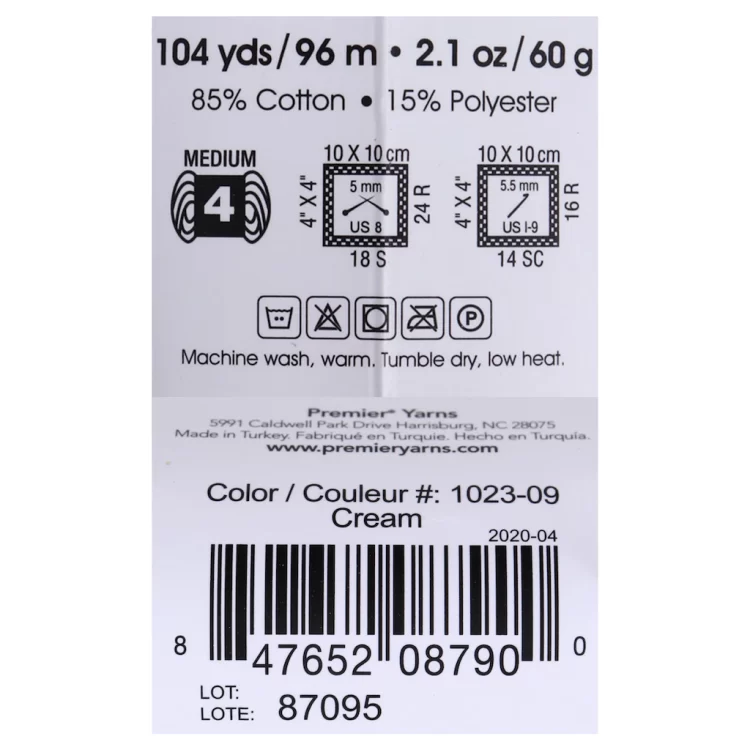 104 yds/96 m • 2.1 oz/60 g
85% Cotton • 15% Polyester
MEDIUM
4
10 X 10 cm
4" X 4"
5 mm
US 8
24 R
18 S
10 X 10 cm
4" X 4"
5.5 mm
US I-9
16 R
14 SC
P
Machine wash, warm. Tumble dry, low heat.
Premier® Yarns
5991 Caldwell Park Drive Harrisburg, NC 28075
Made in Turkey. Fabriqué en Turquie. Hecho en Turquía.
www.premieryarns.com
Color / Couleur #: 1023-09
Cream
2020-04
8 47652 08790 0
LOT:
LOTE: 87095